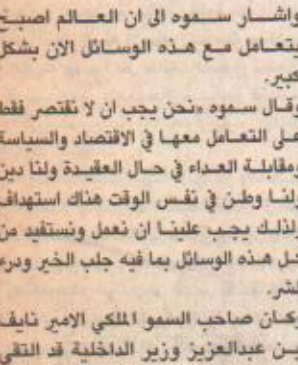 واشار سموه الى ان العالم اصبح
يتعامل مع هذه الوسائل الان بشكل
كبير.
وقال سموه «نحن يجب ان لا نقتصر فقط
على التعامل معها في الاقتصاد والسياسة
ومقابلة العداء في حال العقيدة ولنا دين
ولنا وطن في نفس الوقت هناك استهداف
ولذلك يجب علينا ان نعمل ونستفيد من
كل هذه الوسائل بما فيه جلب الخير ودرء
الشر.
وكان صاحب السمو الملكي الامير نايف
بن عبدالعزيز وزير الداخلية قد التقى